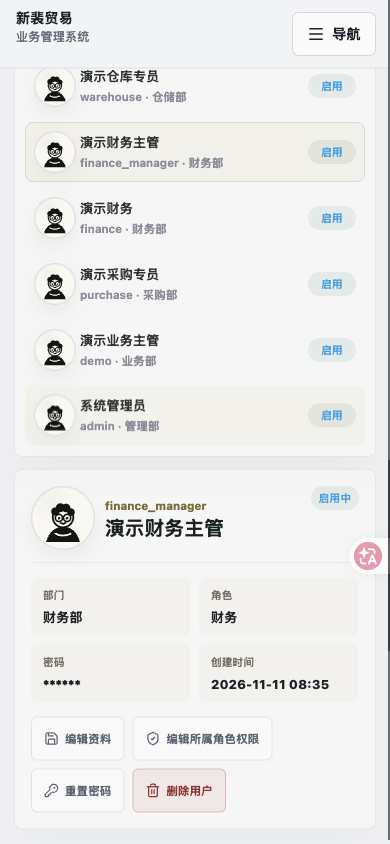 新裴贸易
业务管理系统
导航
演示仓库专员
warehouse · 仓储部
启用
演示财务主管
finance_manager · 财务部
启用
演示财务
finance · 财务部
启用
演示采购专员
purchase · 采购部
启用
演示业务主管
demo · 业务部
启用
系统管理员
admin · 管理部
启用
finance_manager
启用中
演示财务主管
部门
角色
财务部
财务
密码
创建时间
******
2026-11-11 08:35
编辑资料
编辑所属角色权限
重置密码
删除用户